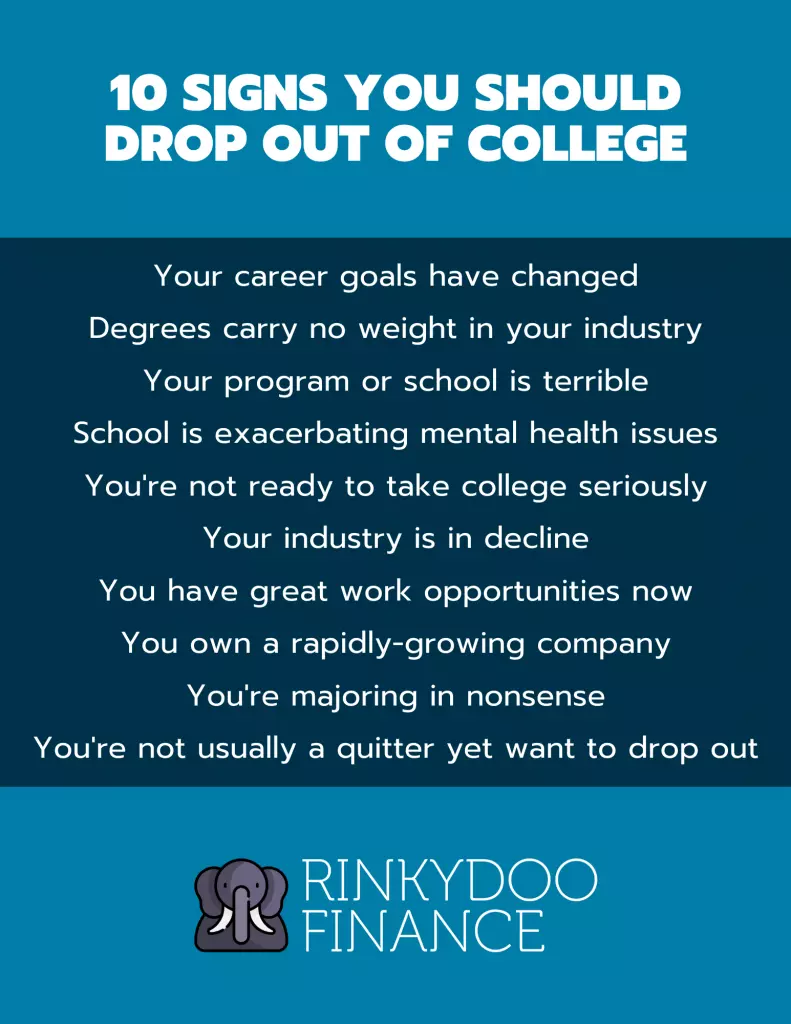 10 SIGNS YOU SHOULD
DROP OUT OF COLLEGE
Your career goals have changed
Degrees carry no weight in your industry
Your program or school is terrible
School is exacerbating mental health issues
You're not ready to take college seriously
Your industry is in decline
You have great work opportunities now
You own a rapidly-growing company
You're majoring in nonsense
You're not usually a quitter yet want to drop out
RINKYDOO
FINANCE